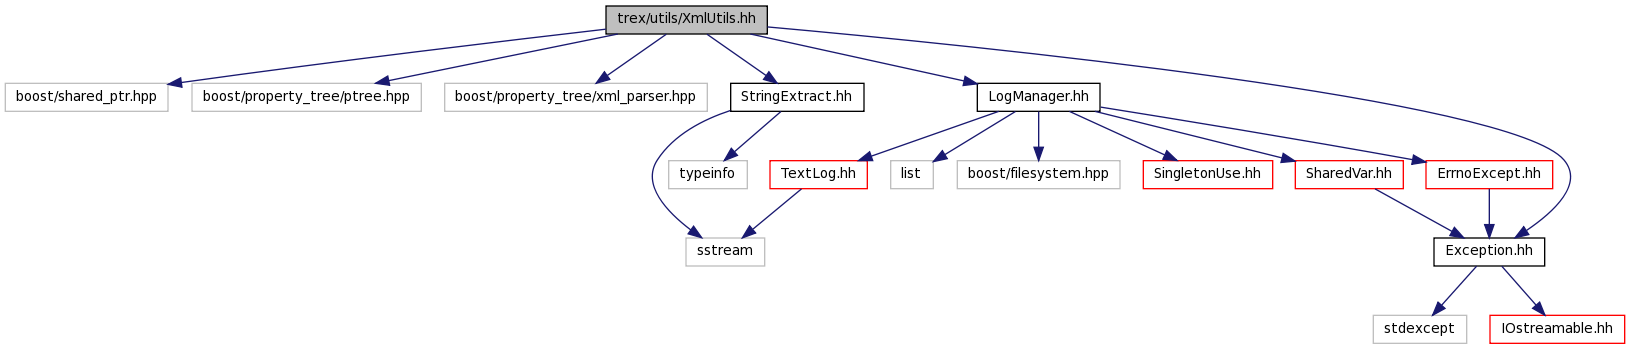 trex/utils/XmlUtils.hh
boost/shared_ptr.hpp
boost/property_tree/ptree.hpp
boost/property_tree/xml_parser.hpp
StringExtract.hh
LogManager.hh
typeinfo
TextLog.hh
list
boost/filesystem.hpp
SingletonUse.hh
SharedVar.hh
ErrnoExcept.hh
sstream
Exception.hh
stdexcept
IOstreamable.hh